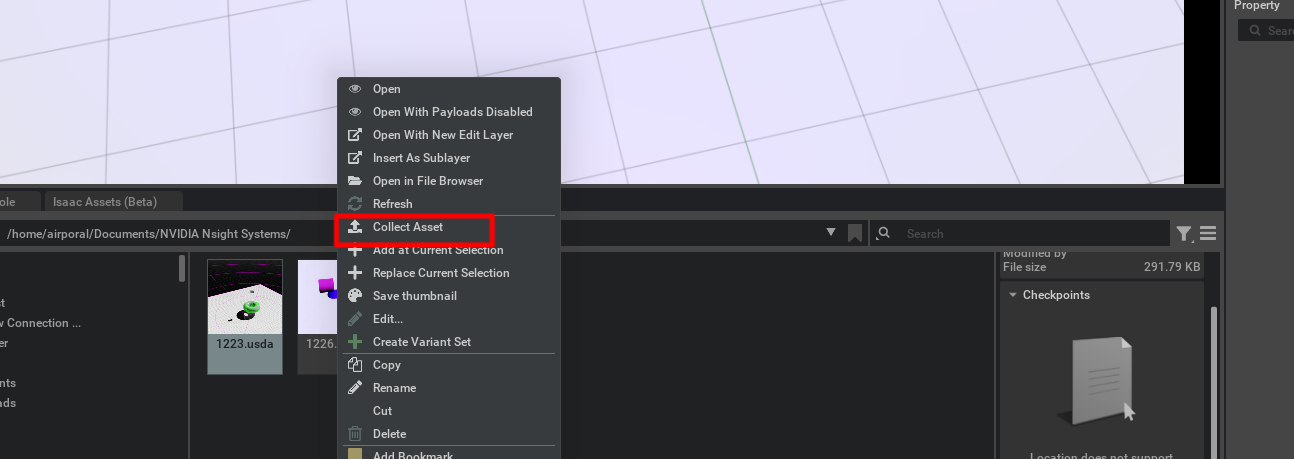 Property
Sear
Open
Open With Payloads Disabled
Open With New Edit Layer
Insert As Sublayer
Open in File Browser
Refresh
Collect Asset
Add at Current Selection
Replace Current Selection
Save thumbnail
Edit...
Create Variant Set
Copy
Rename
Cut
Delete
Add Bookmark
ole
Isaac Assets (Beta)
/home/airporal/Documents/NVIDIA Nsight Systems/
Search
st
w Connection ...
er
nts
ads
1223.usda
1226.
Modified by
File size 291.79 KB
Checkpoints
Location does not support